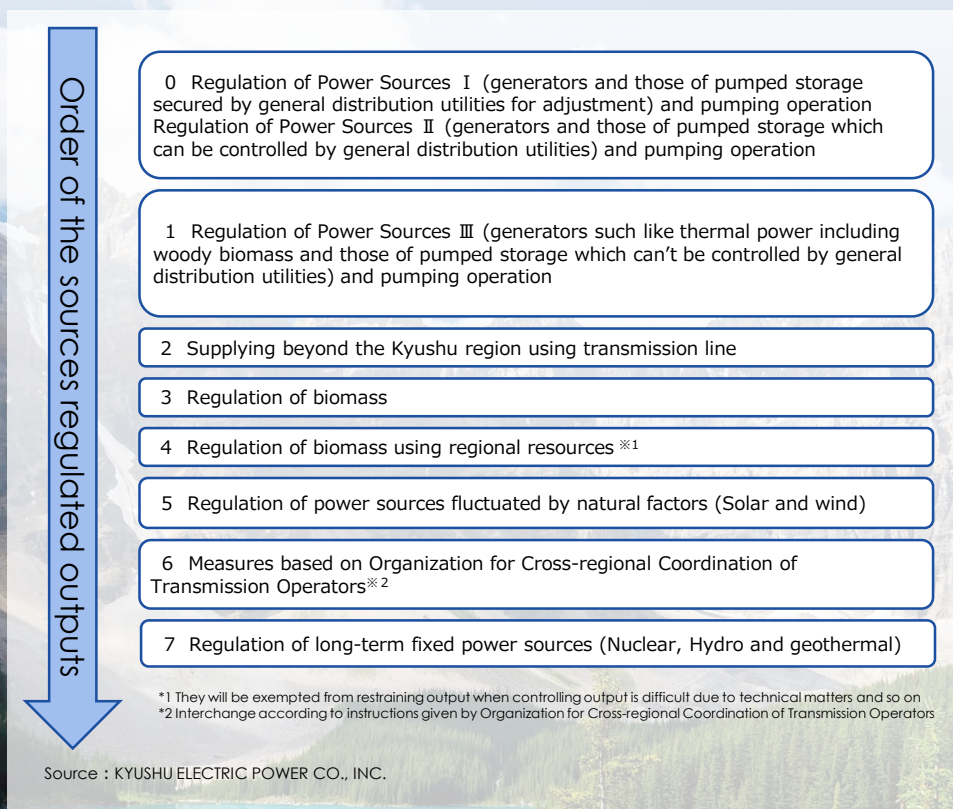 Order of the sources regulated outputs
0 Regulation of Power Sources Ⅰ (generators and those of pumped storage
secured by general distribution utilities for adjustment) and pumping operation
Regulation of Power Sources Ⅱ (generators and those of pumped storage which
can be controlled by general distribution utilities) and pumping operation
1 Regulation of Power Sources Ⅲ (generators such like thermal power including
woody biomass and those of pumped storage which can't be controlled by general
distribution utilities) and pumping operation
2 Supplying beyond the Kyushu region using transmission line
3 Regulation of biomass
4 Regulation of biomass using regional resources ※1
5 Regulation of power sources fluctuated by natural factors (Solar and wind)
6 Measures based on Organization for Cross-regional Coordination of
Transmission Operators※2
7 Regulation of long-term fixed power sources (Nuclear, Hydro and geothermal)
*1 They will be exempted from restraining output when controlling output is difficult due to technical matters and so on
*2 Interchange according to instructions given by Organization for Cross-regional Coordination of Transmission Operators
Source：KYUSHU ELECTRIC POWER CO., INC.